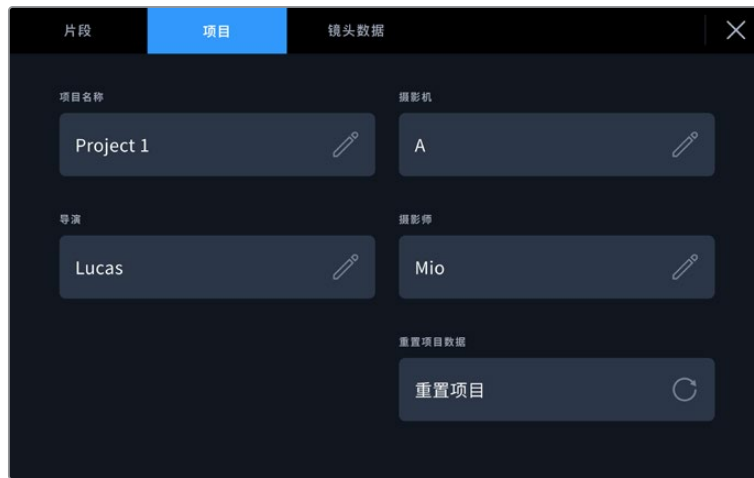 片段 项目 镜头数据
项目名称 摄影机
Project 1 A
导演 摄影师
Lucas Mio
重置项目数据
重置项目